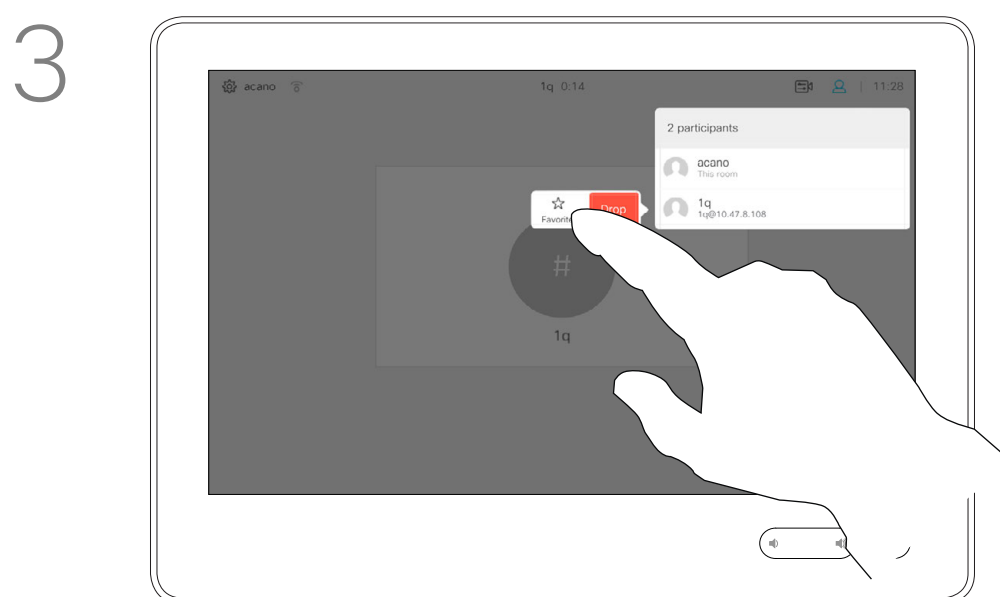 3
acano
1q 0:14
11:28
2 participants
acano
This room
1q
1q@10.47.8.108
Favorite
Drop
#
1q